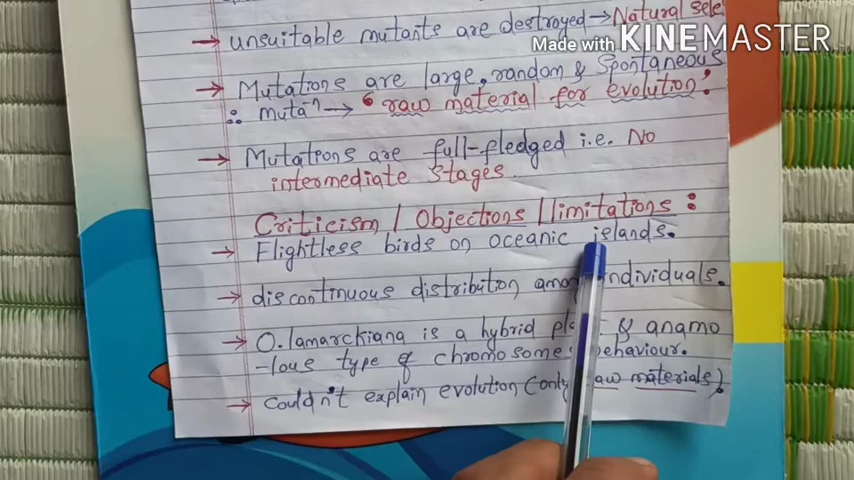 → unsuitable mutants are destroyed → Natural Sele
Made with KINEMASTER
→ Mutations are large, random & Spontaneous
∴ mutaⁿ → 'raw material for evolution'
→ Mutations are full-fledged i.e. No
intermediate stages.
Criticism / Objections / limitations :
→ Flightless birds on oceanic islands.
→ discontinuous distribution individuals.
→ O. lamarckiana is a hybrid & anamo
-lous type of chromosome behaviour.
→ couldn't explain evolution (only raw materials)